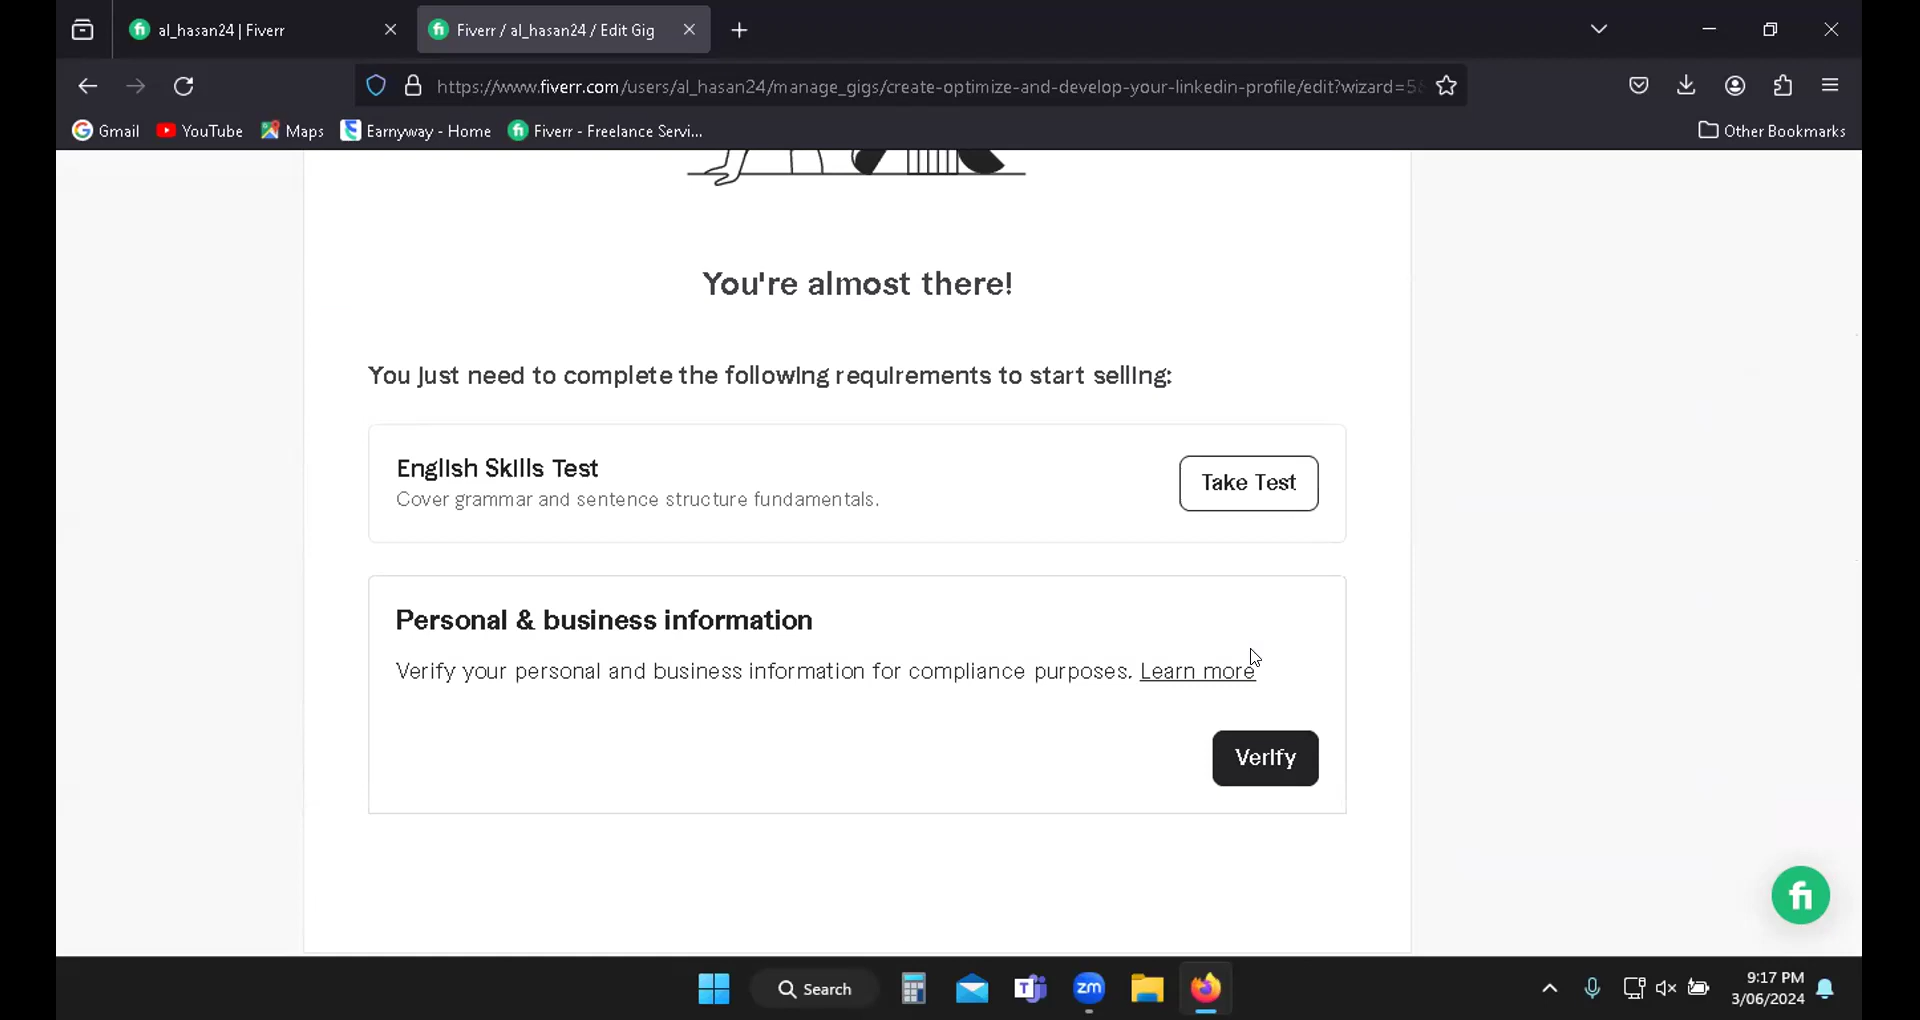 al_hasan24 | Fiverr
Fiverr / al_hasan24 / Edit Gig
https://www.fiverr.com/users/al_hasan24/manage_gigs/create-optimize-and-develop-your-linkedin-profile/edit?wizard=5
Gmail YouTube Maps Earnyway - Home Fiverr - Freelance Servi... Other Bookmarks
You're almost there!
You just need to complete the following requirements to start selling:
English Skills Test
Cover grammar and sentence structure fundamentals.
Take Test
Personal & business information
Verify your personal and business information for compliance purposes. Learn more
Verify
fi
Search
zm
9:17 PM
3/06/2024